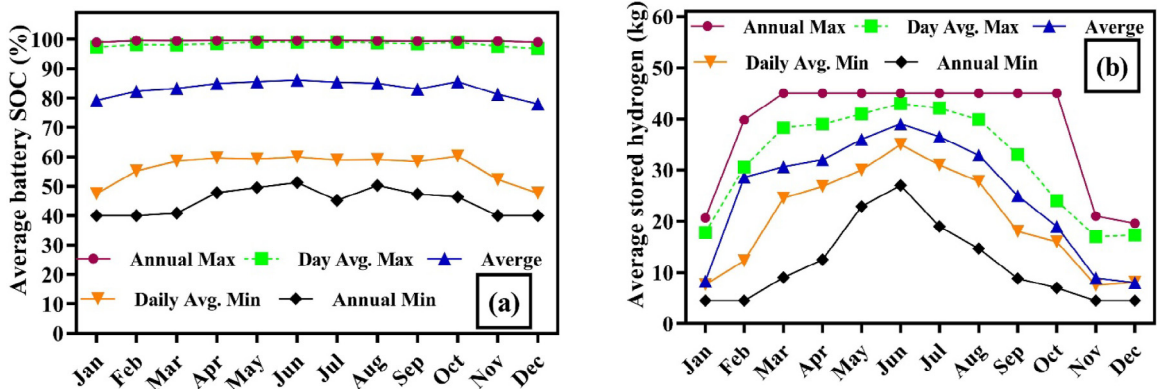 Average battery SOC (%)
100
90
80
70
60
50
40
30
20
10
0
Annual Max
Day Avg. Max
Averge
Daily Avg. Min
Annual Min
(a)
Jan
Feb
Mar
Apr
May
Jun
Jul
Aug
Sep
Oct
Nov
Dec
Average stored hydrogen (kg)
60
50
40
30
20
10
0
Annual Max
Day Avg. Max
Averge
Daily Avg. Min
Annual Min
(b)
Jan
Feb
Mar
Apr
May
Jun
Jul
Aug
Sep
Oct
Nov
Dec